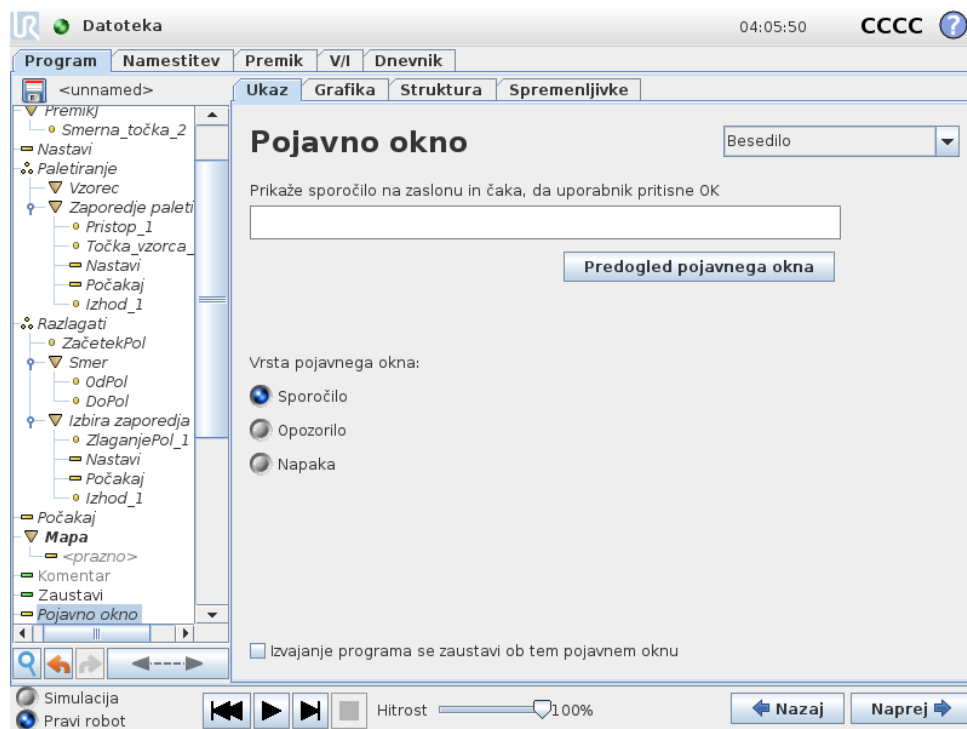 UR Datoteka 04:05:50 CCCC ?
Program Namestitev Premik V/I Dnevnik
<unnamed>
Ukaz Grafika Struktura Spremenljivke
PremikJ
Smerna_točka_2
Nastavi
Paletiranje
Vzorec
Zaporedje paleti
Pristop_1
Točka_vzorca_
Nastavi
Počakaj
Izhod_1
Razlagati
ZačetekPol
Smer
OdPol
DoPol
Izbira zaporedja
ZlaganjePol_1
Nastavi
Počakaj
Izhod_1
Počakaj
Mapa
<prazno>
Komentar
Zaustavi
Pojavno okno
Pojavno okno
Besedilo
Prikaže sporočilo na zaslonu in čaka, da uporabnik pritisne OK
Predogled pojavnega okna
Vrsta pojavnega okna:
Sporočilo
Opozorilo
Napaka
Izvajanje programa se zaustavi ob tem pojavnem oknu
Simulacija
Pravi robot
Hitrost 100%
Nazaj Naprej